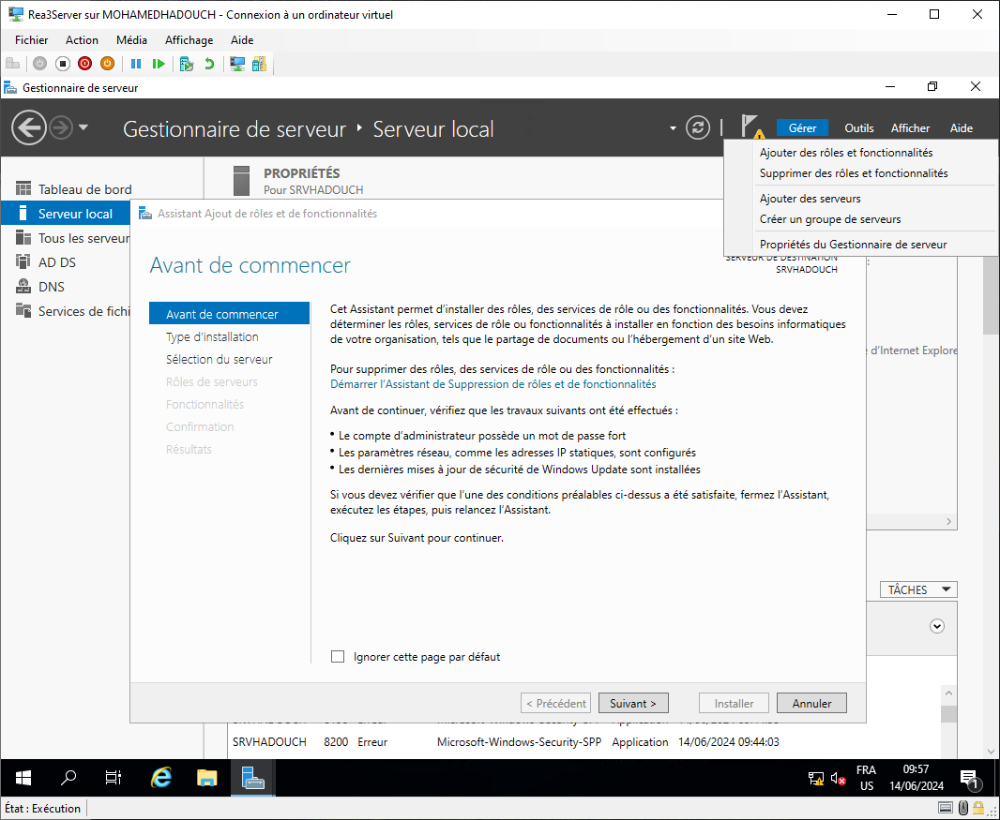 Rea3Server sur MOHAMEDHADOUCH - Connexion à un ordinateur virtuel
Fichier Action Média Affichage Aide
Gestionnaire de serveur
Gestionnaire de serveur ‣ Serveur local
Gérer Outils Afficher Aide
Ajouter des rôles et fonctionnalités
Supprimer des rôles et fonctionnalités
Ajouter des serveurs
Créer un groupe de serveurs
Propriétés du Gestionnaire de serveur
Tableau de bord
Serveur local
Tous les serveur
AD DS
DNS
Services de fichi
PROPRIÉTÉS
Pour SRVHADOUCH
Assistant Ajout de rôles et de fonctionnalités
Avant de commencer
SERVEUR DE DESTINATION
SRVHADOUCH
Avant de commencer
Type d'installation
Sélection du serveur
Rôles de serveurs
Fonctionnalités
Confirmation
Résultats
Cet Assistant permet d'installer des rôles, des services de rôle ou des fonctionnalités. Vous devez
déterminer les rôles, services de rôle ou fonctionnalités à installer en fonction des besoins informatiques
de votre organisation, tels que le partage de documents ou l'hébergement d'un site Web.
Pour supprimer des rôles, des services de rôle ou des fonctionnalités :
Démarrer l'Assistant de Suppression de rôles et de fonctionnalités
Avant de continuer, vérifiez que les travaux suivants ont été effectués :
• Le compte d'administrateur possède un mot de passe fort
• Les paramètres réseau, comme les adresses IP statiques, sont configurés
• Les dernières mises à jour de sécurité de Windows Update sont installées
Si vous devez vérifier que l'une des conditions préalables ci-dessus a été satisfaite, fermez l'Assistant,
exécutez les étapes, puis relancez l'Assistant.
Cliquez sur Suivant pour continuer.
Ignorer cette page par défaut
< Précédent Suivant > Installer Annuler
d'Internet Explore
TÂCHES
SRVHADOUCH 8200 Erreur Microsoft-Windows-Security-SPP Application 14/06/2024 09:44:03
FRA
US
09:57
14/06/2024
1
État : Exécution